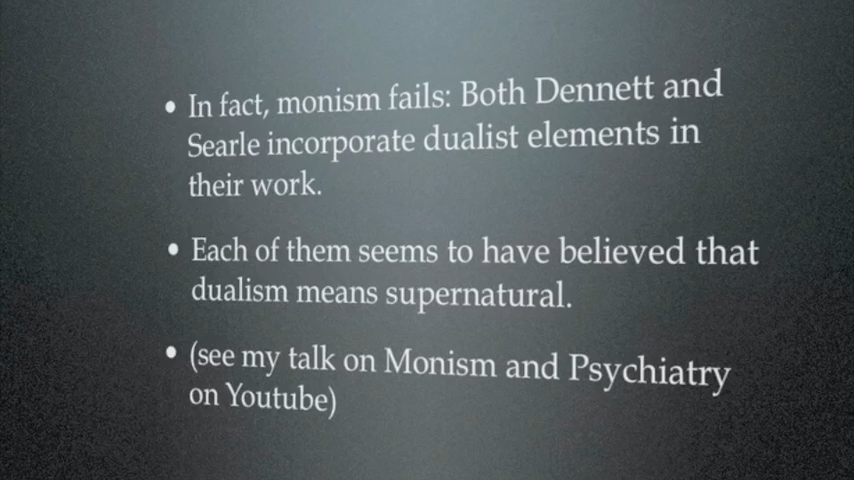 • In fact, monism fails: Both Dennett and
Searle incorporate dualist elements in
their work.
• Each of them seems to have believed that
dualism means supernatural.
• (see my talk on Monism and Psychiatry
on Youtube)